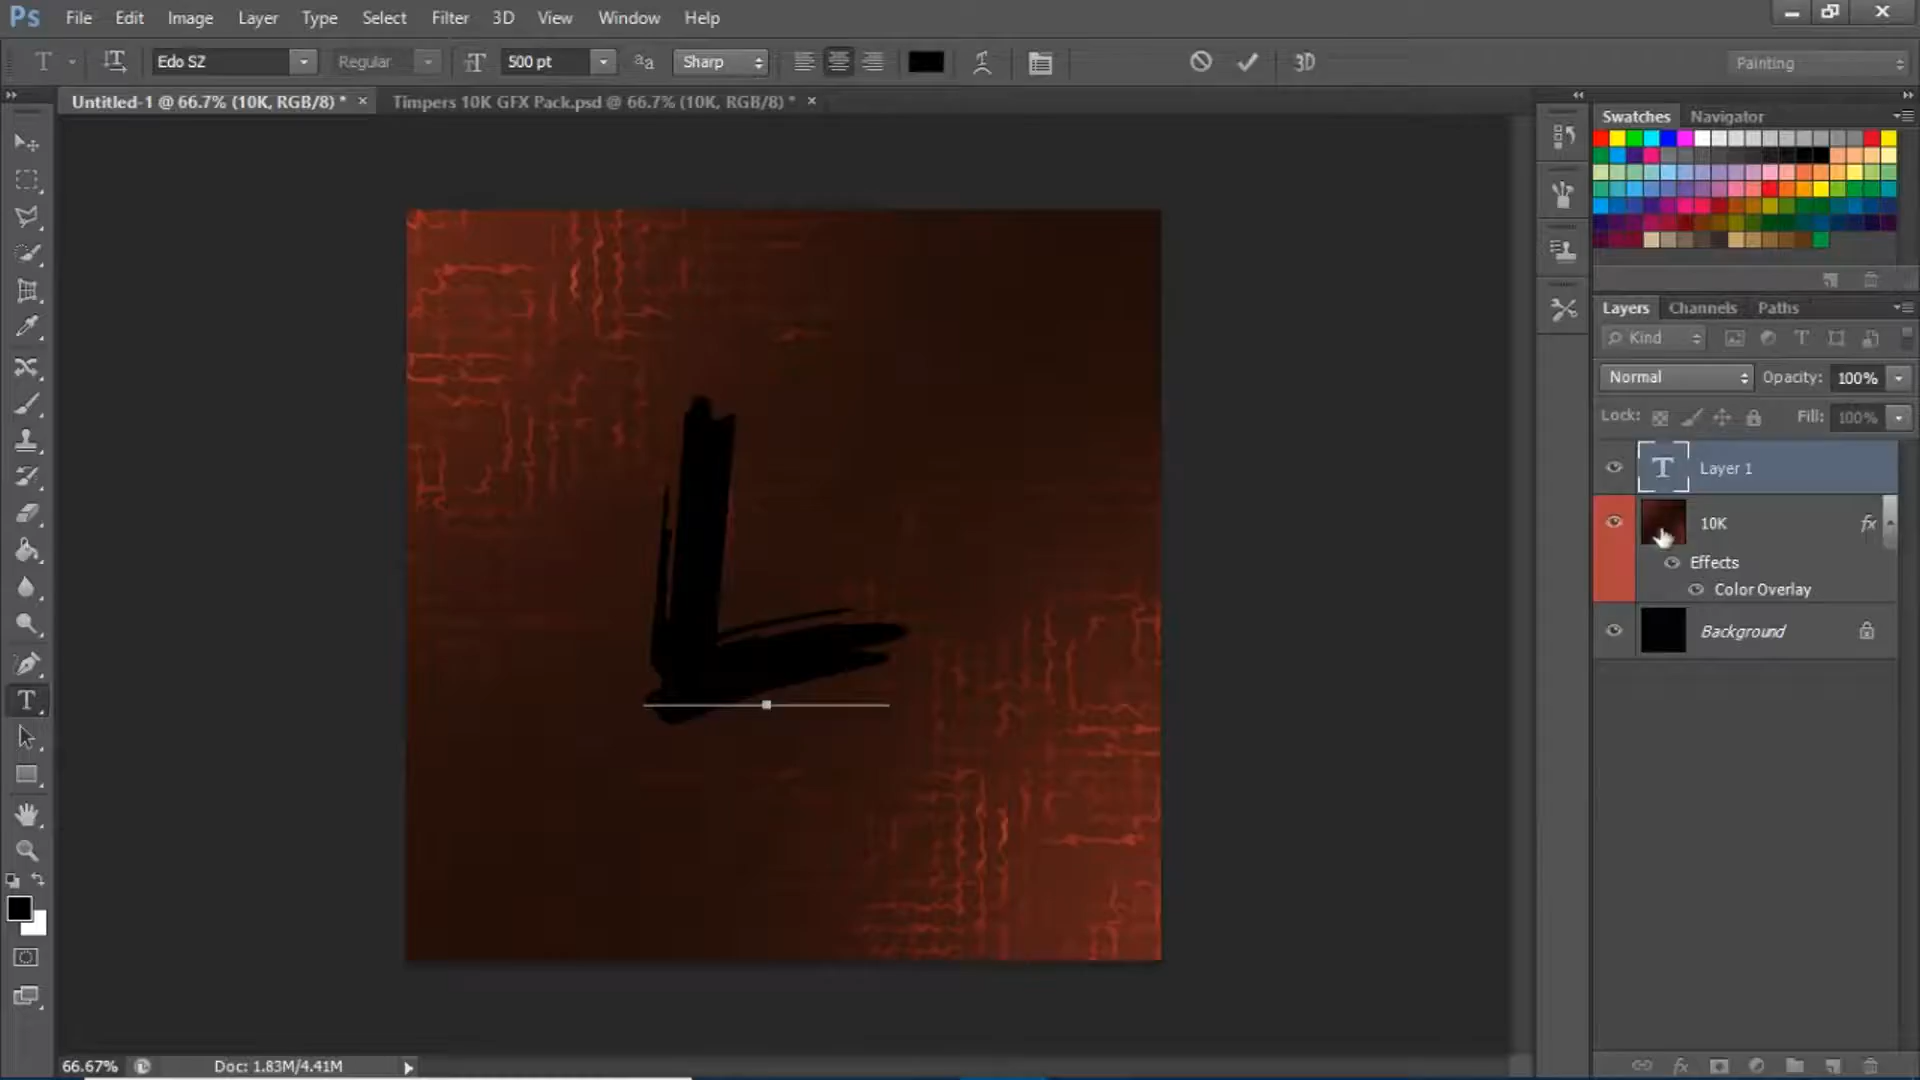 Ps File Edit Image Layer Type Select Filter 3D View Window Help
T Edo SZ Regular 500 pt aa Sharp 3D Painting
Untitled-1 @ 66.7% (10K, RGB/8) * × Timpers 10K GFX Pack.psd @ 66.7% (10K, RGB/8) * ×
Swatches Navigator
Layers Channels Paths
Kind
Normal Opacity: 100%
Lock: Fill: 100%
T Layer 1
10K fx
Effects
Color Overlay
Background
L
66.67% Doc: 1.83M/4.41M fx